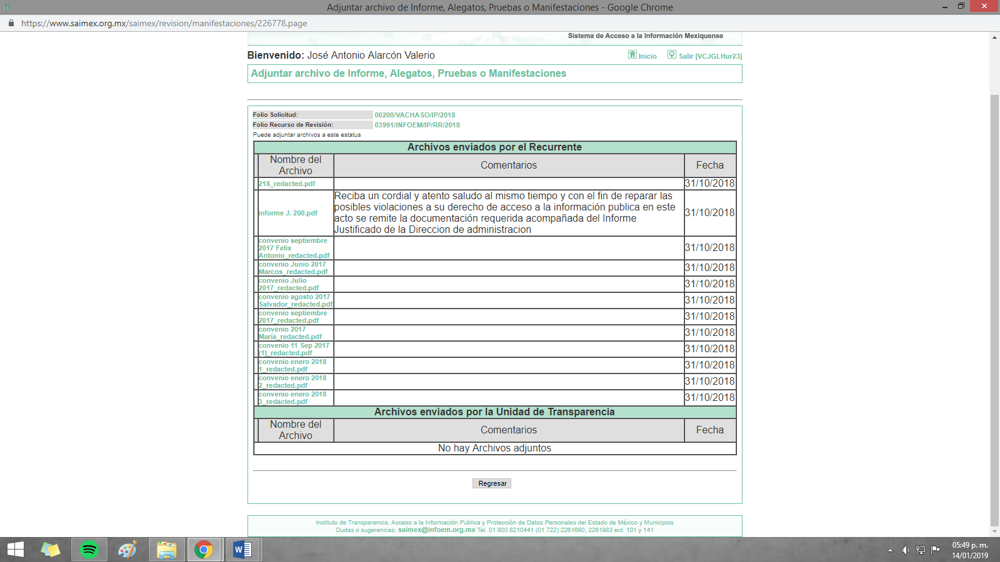 Adjuntar archivo de Informe, Alegatos, Pruebas o Manifestaciones - Google Chrome
https://www.saimex.org.mx/saimex/revision/manifestaciones/226778.page
Sistema de Acceso a la Información Mexiquense
Bienvenido: José Antonio Alarcón Valerio
Inicio Salir [VCJGLHur23]
Adjuntar archivo de Informe, Alegatos, Pruebas o Manifestaciones
Folio Solicitud: 00200/VACHASO/IP/2018
Folio Recurso de Revisión: 03991/INFOEM/IP/RR/2018
Puede adjuntar archivos a este estatus
Archivos enviados por el Recurrente
Nombre del
Archivo
Comentarios
Fecha
218_redacted.pdf
31/10/2018
informe J. 200.pdf
Reciba un cordial y atento saludo al mismo tiempo y con el fin de reparar las
posibles violaciones a su derecho de acceso a la información publica en este
acto se remite la documentación requerida acompañada del Informe
Justificado de la Direccion de administracion
31/10/2018
convenio septiembre
2017 Felix
Antonio_redacted.pdf
31/10/2018
convenio Junio 2017
Marcos_redacted.pdf
31/10/2018
convenio Julio
2017_redacted.pdf
31/10/2018
convenio agosto 2017
Salvador_redacted.pdf
31/10/2018
convenio septiembre
2017_redacted.pdf
31/10/2018
convenio 2017
María_redacted.pdf
31/10/2018
convenio 11 Sep 2017
(1)_redacted.pdf
31/10/2018
convenio enero 2018
1_redacted.pdf
31/10/2018
convenio enero 2018
2_redacted.pdf
31/10/2018
convenio enero 2018
3_redacted.pdf
31/10/2018
Archivos enviados por la Unidad de Transparencia
Nombre del
Archivo
Comentarios
Fecha
No hay Archivos adjuntos
Regresar
Instituto de Transparencia, Acceso a la Información Pública y Protección de Datos Personales del Estado de México y Municipios
Dudas o sugerencias: saimex@infoem.org.mx Tel. 01 800 8210441 (01 722) 2261680, 2261983 ext. 101 y 141
05:49 p. m.
14/01/2019